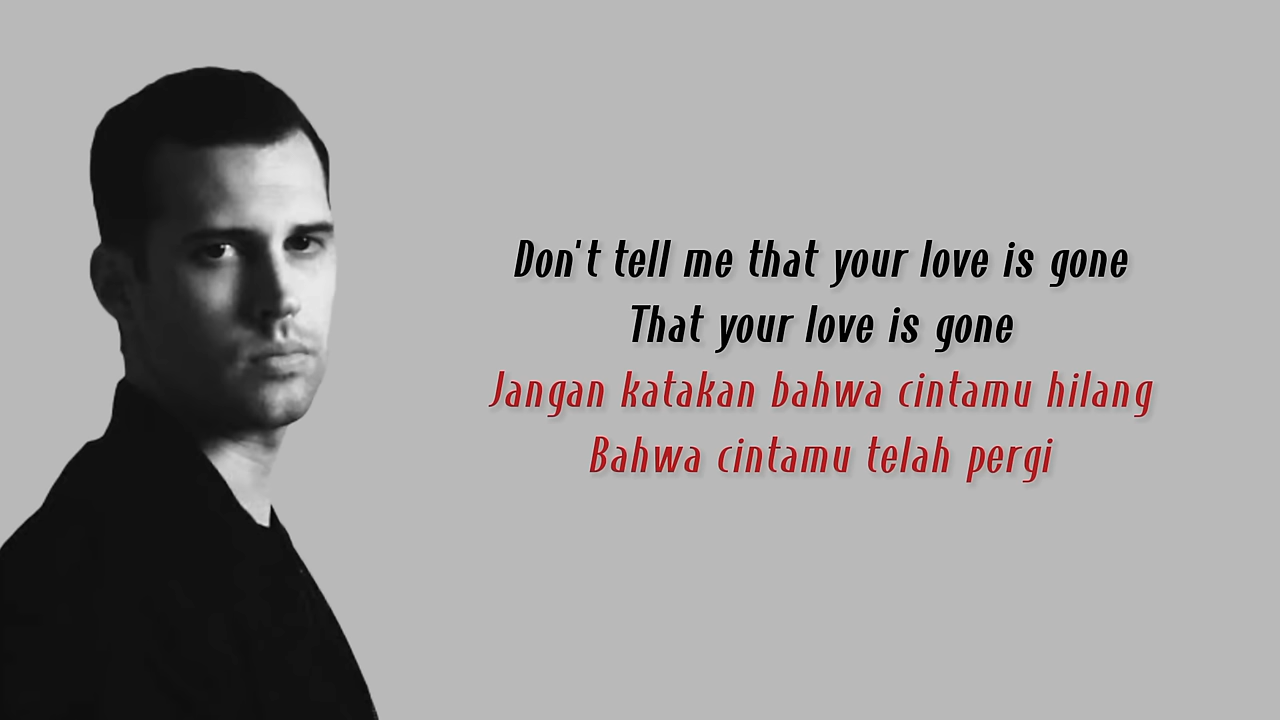 Don't tell me that your love is gone
That your love is gone
Jangan katakan bahwa cintamu hilang
Bahwa cintamu telah pergi